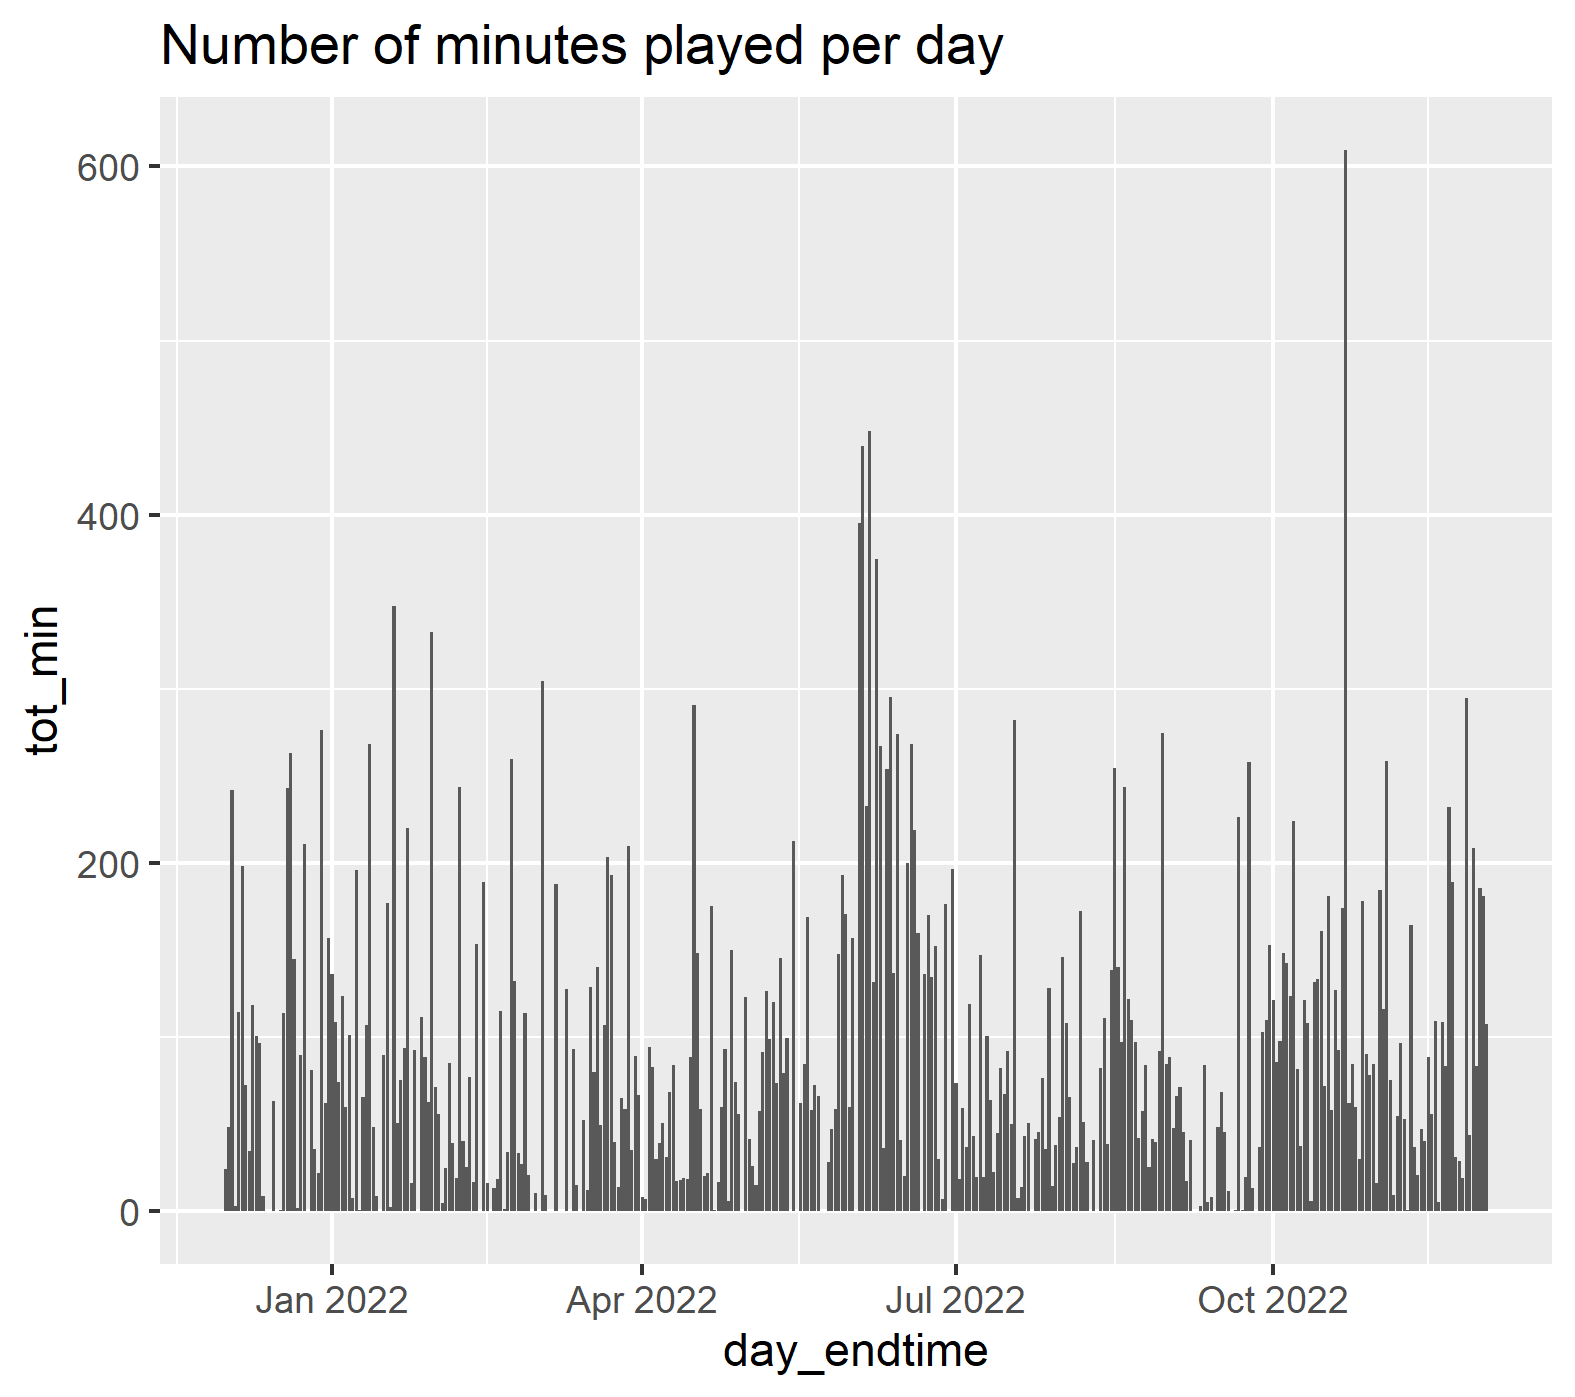 Number of minutes played per day
600
400
200
0
tot_min
Jan 2022
Apr 2022
Jul 2022
Oct 2022
day_endtime